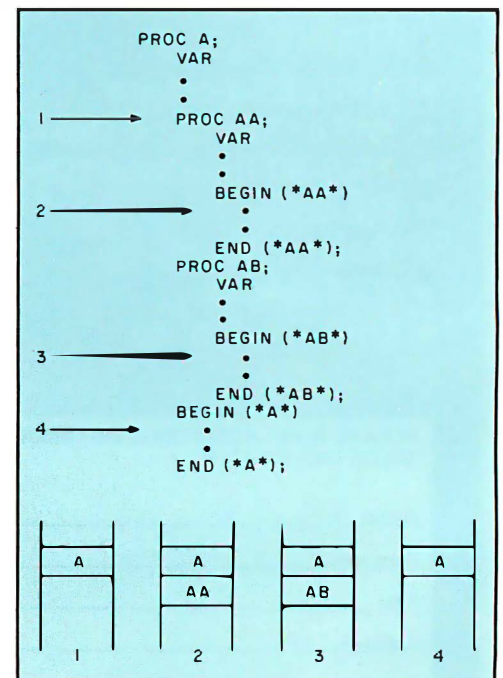 PROC A;
VAR
•
•
1 PROC AA;
VAR
•
•
BEGIN (*AA*)
2 •
•
END (*AA*);
PROC AB;
VAR
•
•
BEGIN (*AB*)
3 •
•
END (*AB*);
BEGIN (*A*)
4 •
•
END (*A*);
A A A A
AA AB
1 2 3 4